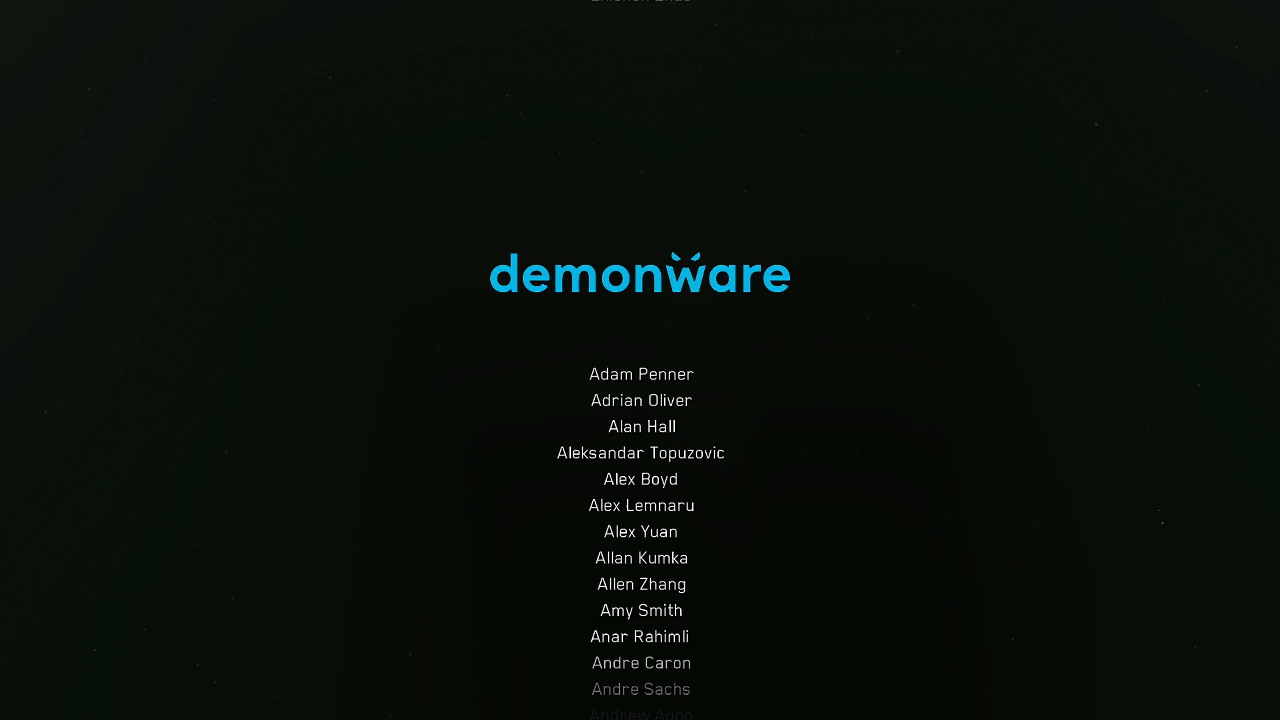 demonware
Adam Penner
Adrian Oliver
Alan Hall
Aleksandar Topuzovic
Alex Boyd
Alex Lemnaru
Alex Yuan
Allan Kumka
Allen Zhang
Amy Smith
Anar Rahimli
Andre Caron
Andre Sachs
Andrew